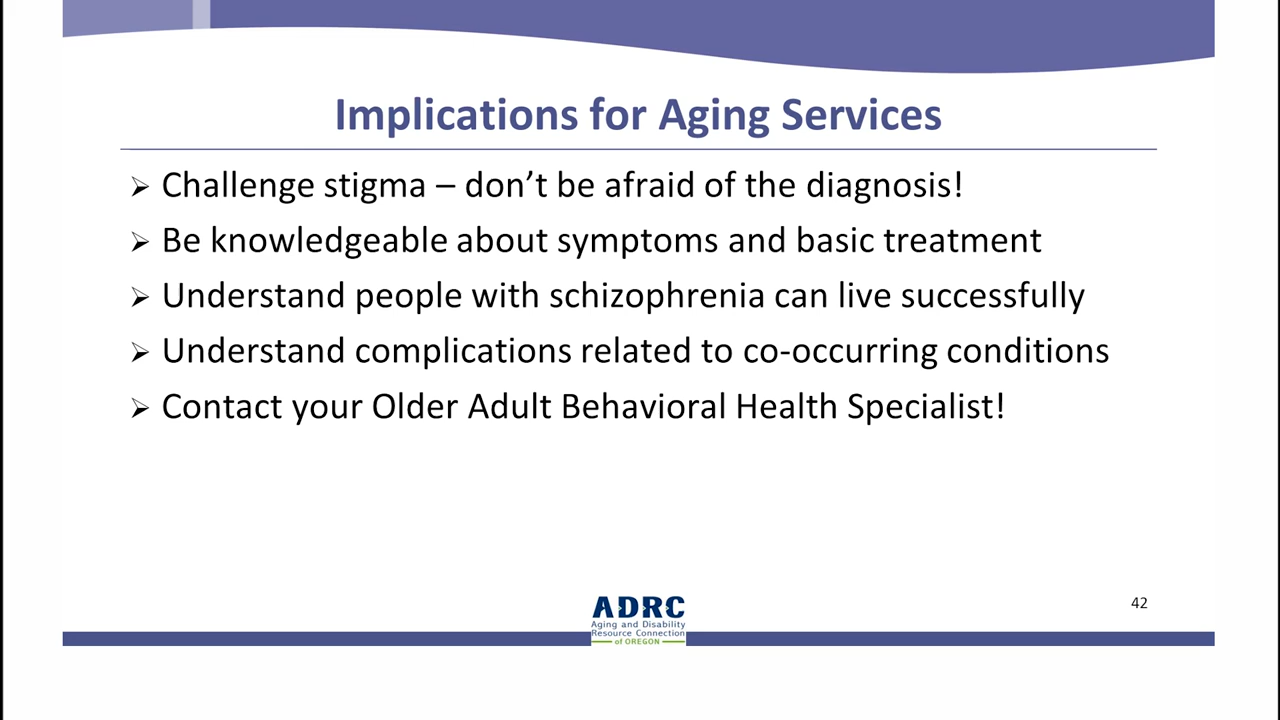 Implications for Aging Services
➢ Challenge stigma – don’t be afraid of the diagnosis!
➢ Be knowledgeable about symptoms and basic treatment
➢ Understand people with schizophrenia can live successfully
➢ Understand complications related to co-occurring conditions
➢ Contact your Older Adult Behavioral Health Specialist!
42
ADRC
Aging and Disability
Resource Connection
of OREGON